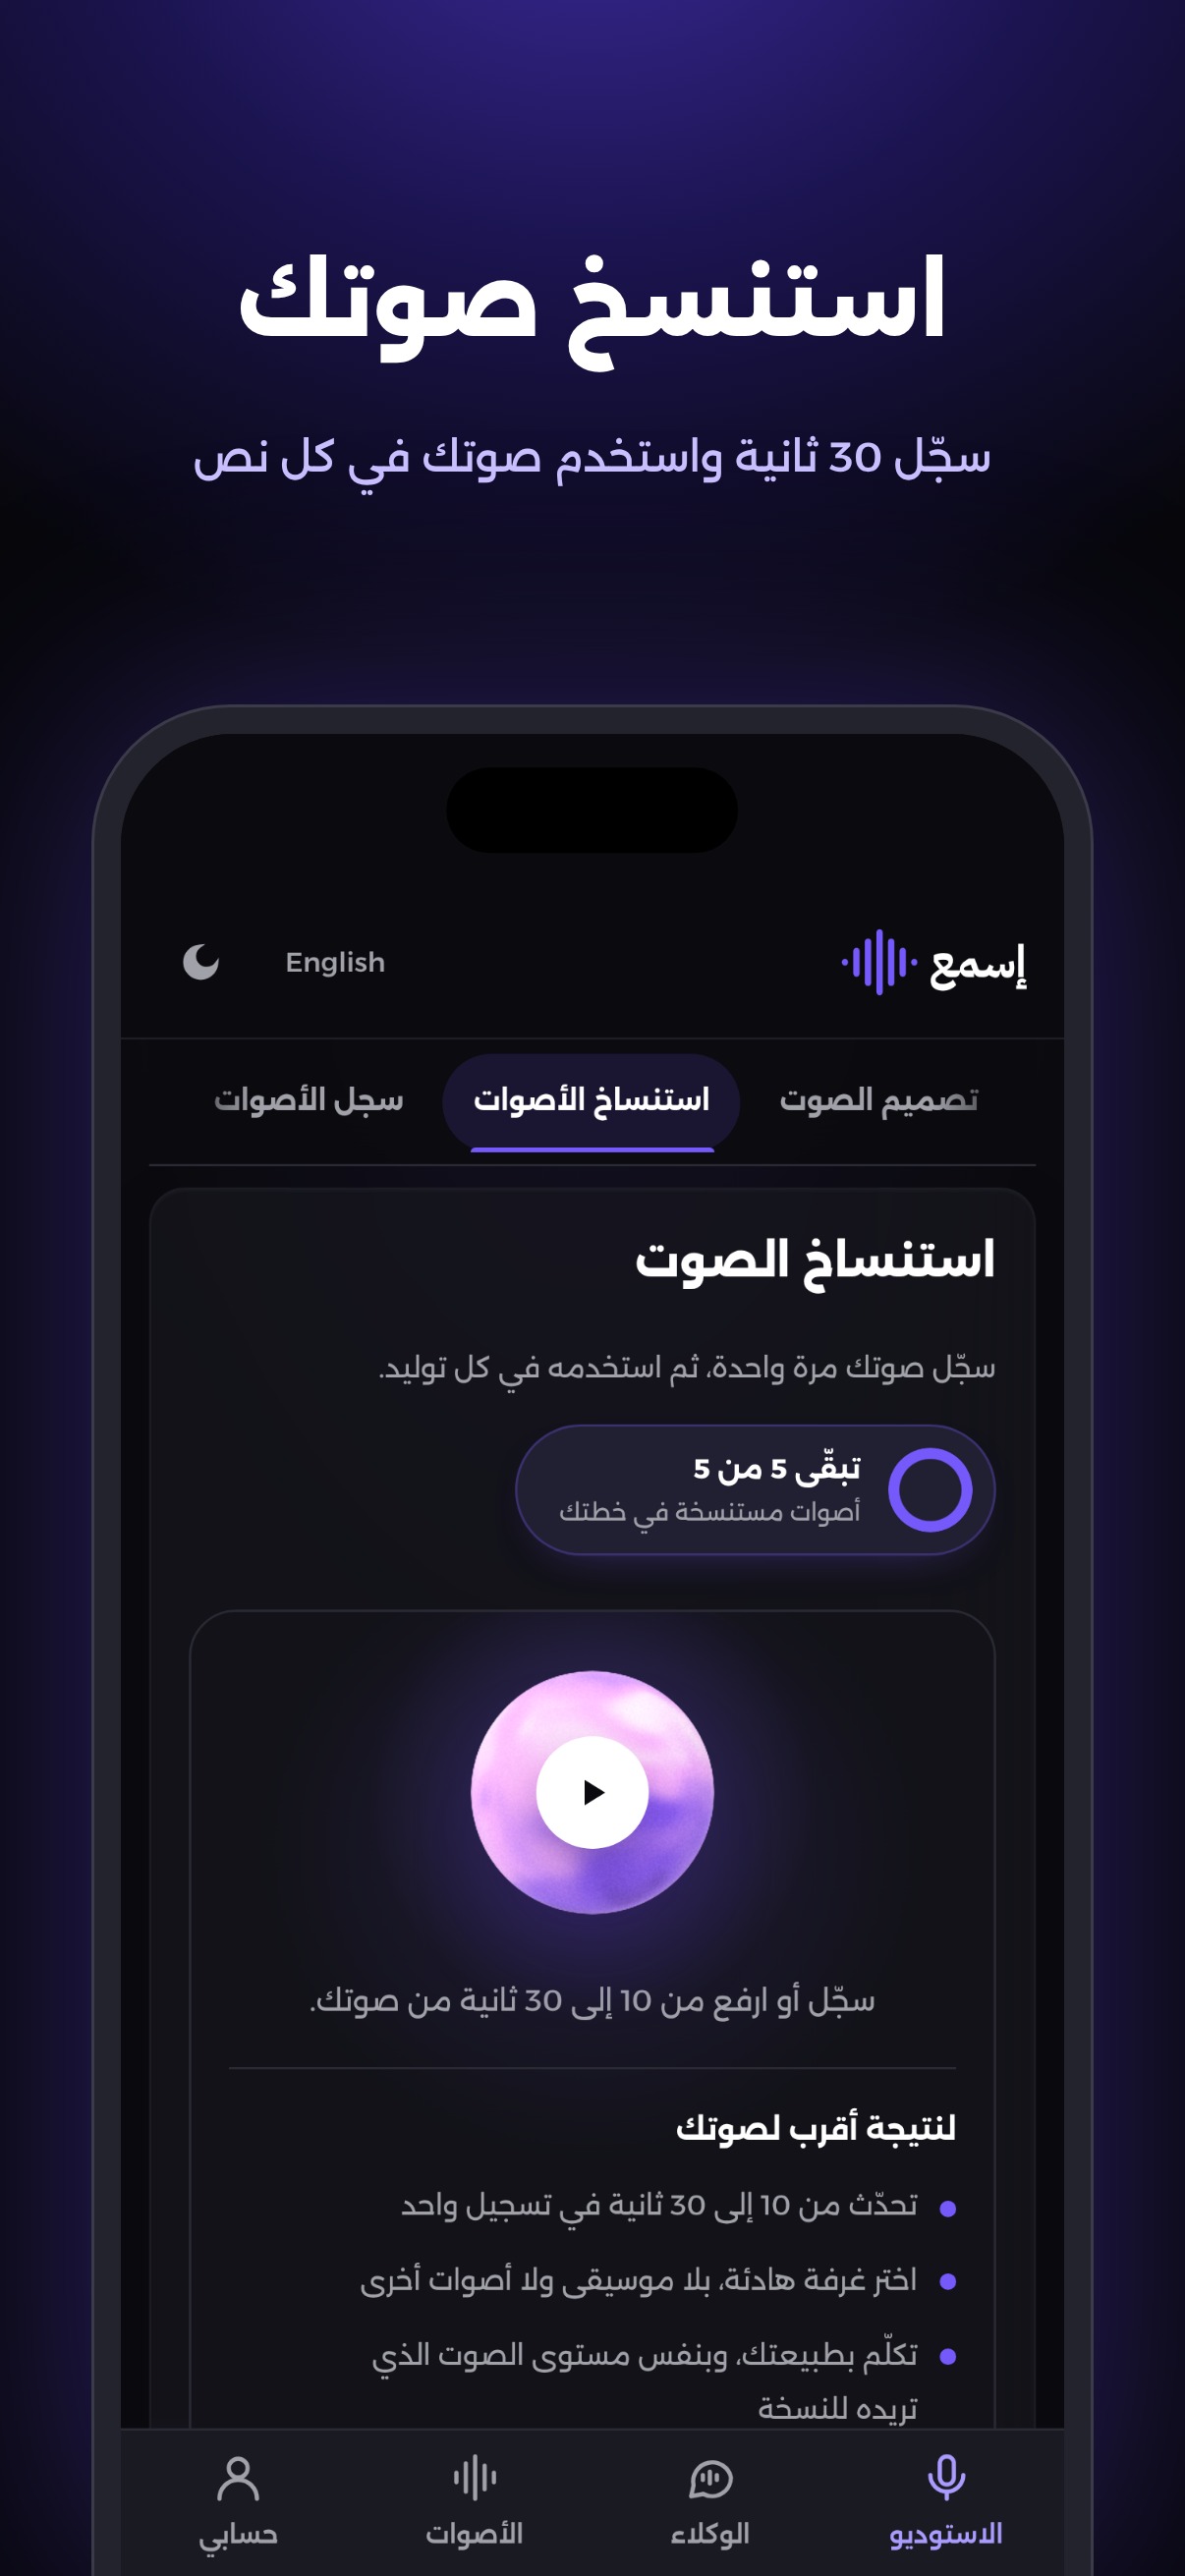 استنسخ صوتك
سجّل 30 ثانية واستخدم صوتك في كل نص
إسمع
English
تصميم الصوت
استنساخ الأصوات
سجل الأصوات
استنساخ الصوت
سجّل صوتك مرة واحدة، ثم استخدمه في كل توليد.
تبقّى 5 من 5
أصوات مستنسخة في خطتك
سجّل أو ارفع من 10 إلى 30 ثانية من صوتك.
لنتيجة أقرب لصوتك
تحدّث من 10 إلى 30 ثانية في تسجيل واحد
اختر غرفة هادئة، بلا موسيقى ولا أصوات أخرى
تكلّم بطبيعتك، وبنفس مستوى الصوت الذي
تريده للنسخة
الاستوديو
الوكلاء
الأصوات
حسابي